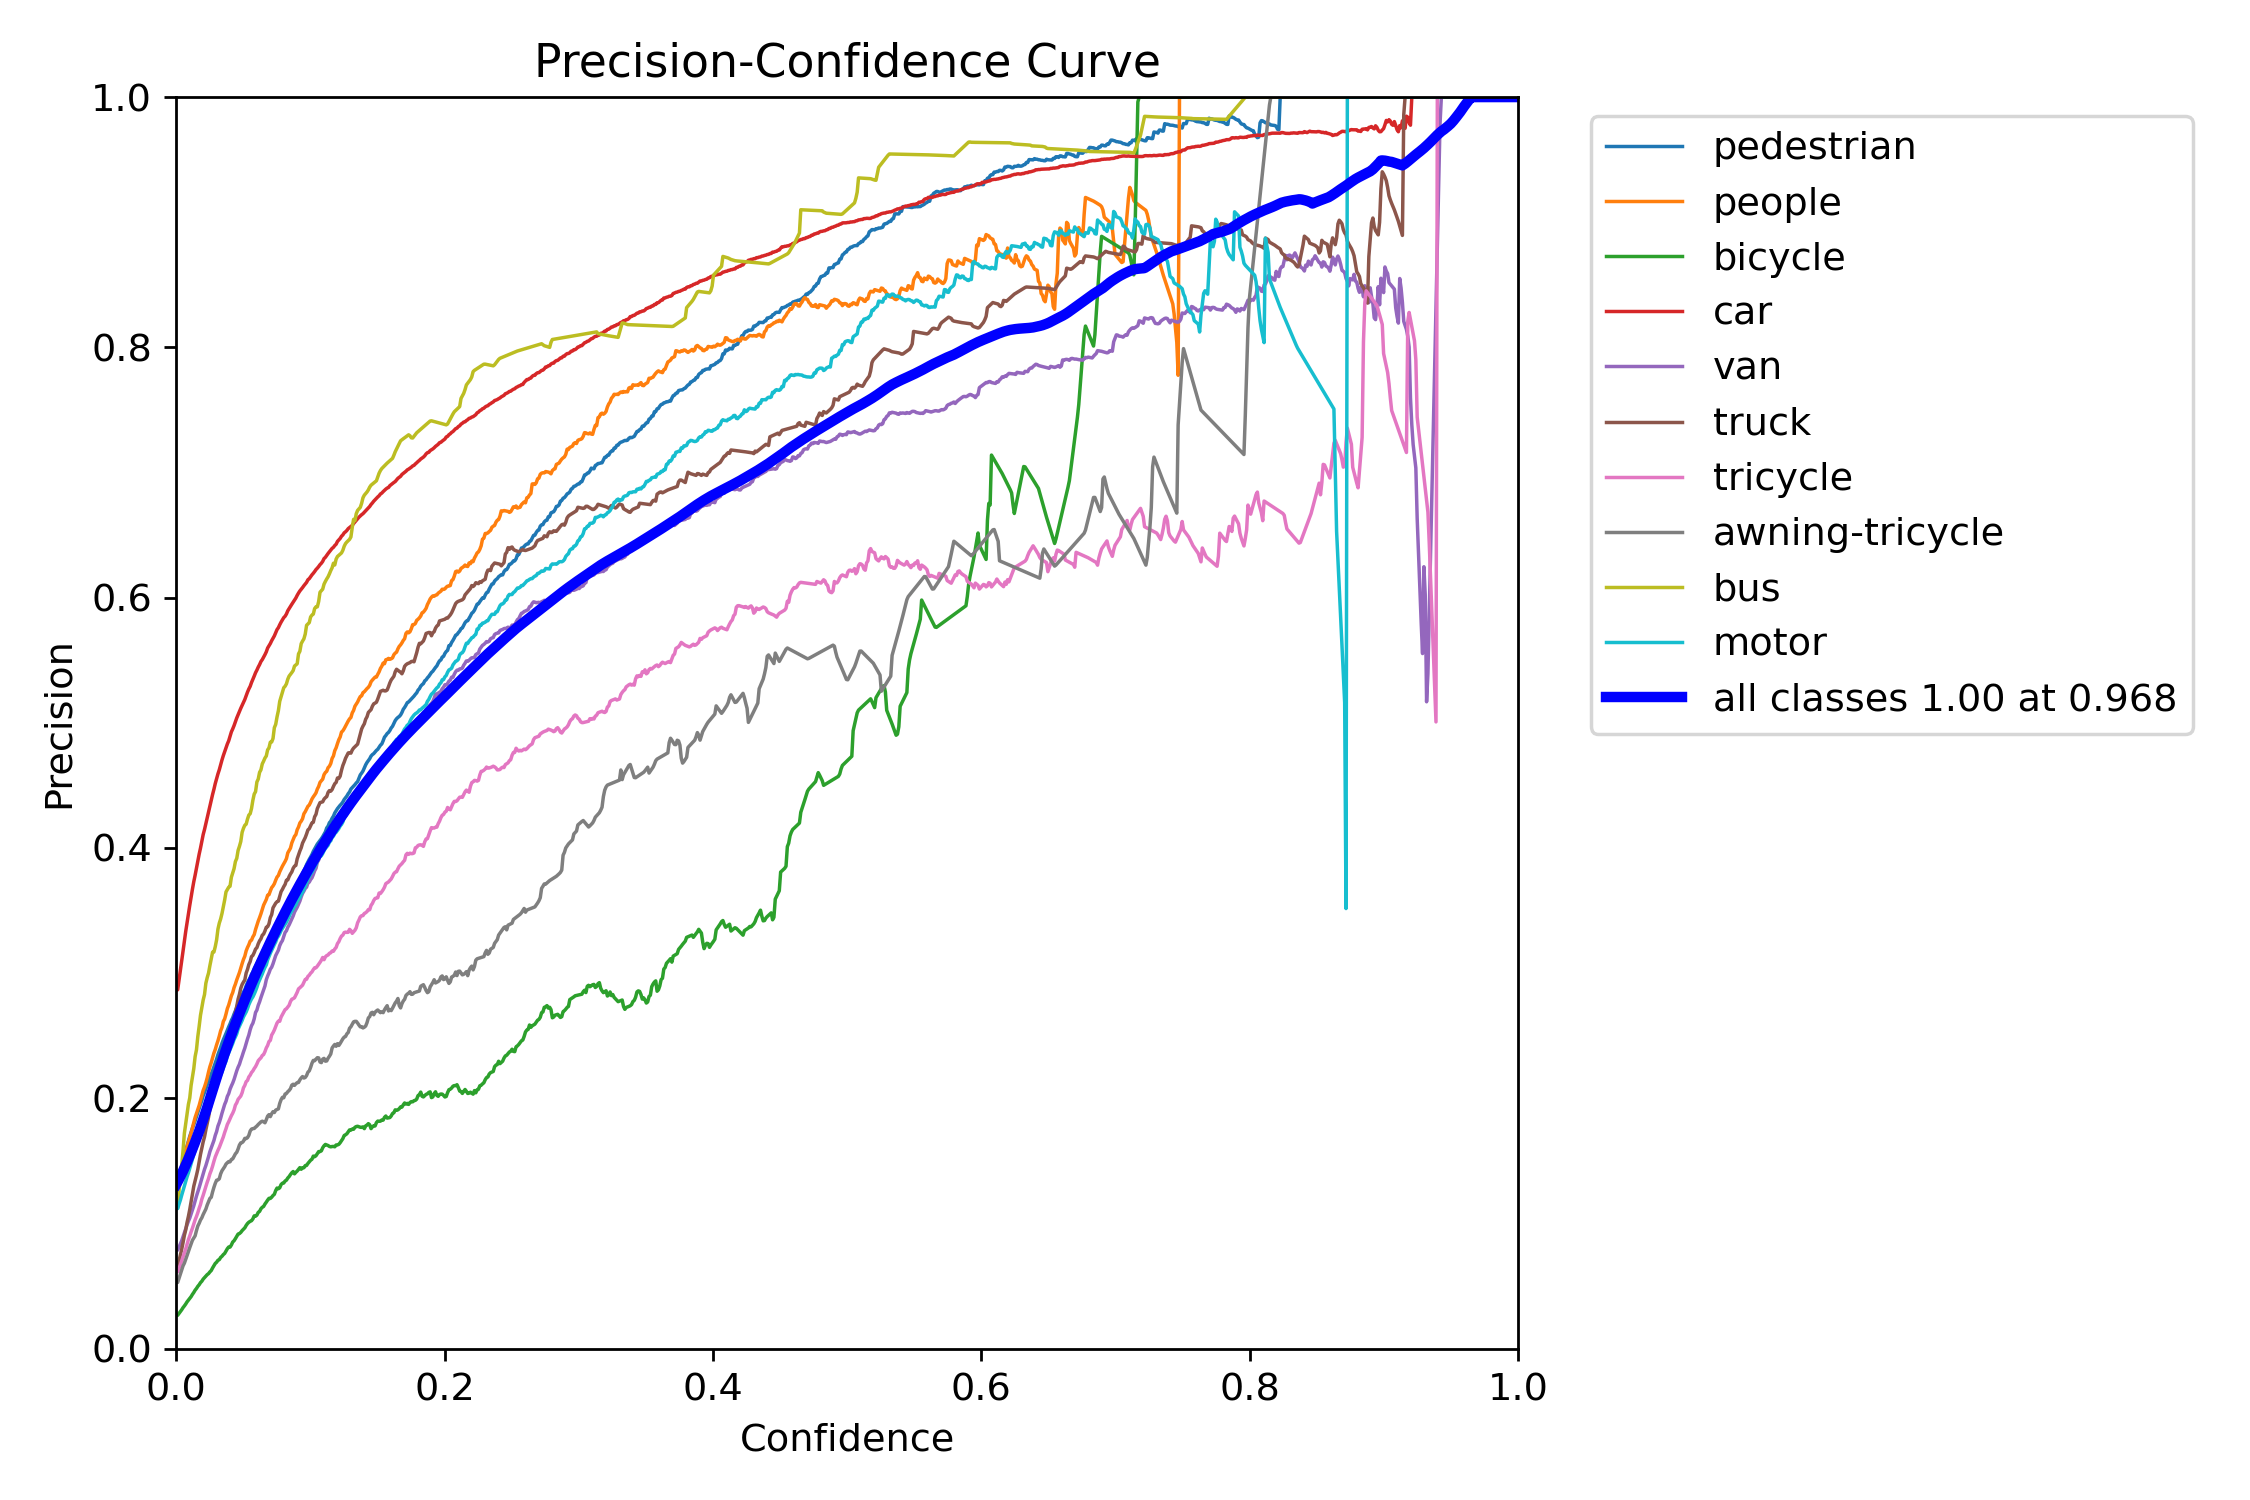 Precision-Confidence Curve
1.0
0.8
0.6
0.4
0.2
0.0
Precision
0.0 0.2 0.4 0.6 0.8 1.0
Confidence
pedestrian
people
bicycle
car
van
truck
tricycle
awning-tricycle
bus
motor
all classes 1.00 at 0.968